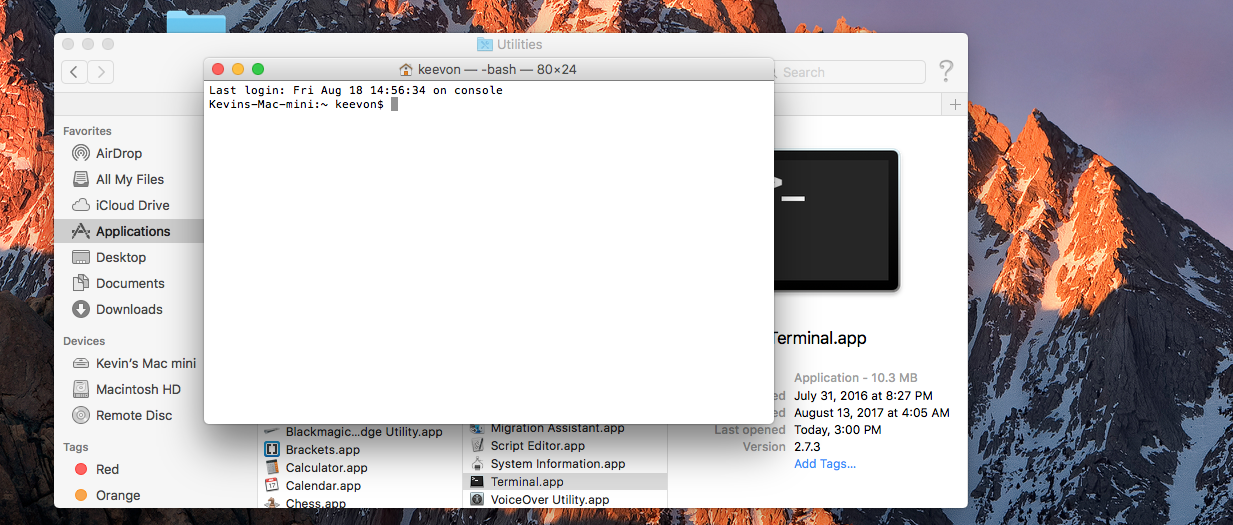 Utilities
Search
?
keevon — -bash — 80×24
Last login: Fri Aug 18 14:56:34 on console
Kevins-Mac-mini:~ keevon$
Favorites
AirDrop
All My Files
iCloud Drive
Applications
Desktop
Documents
Downloads
Devices
Kevin's Mac mini
Macintosh HD
Remote Disc
Tags
Red
Orange
Blackmagic...dge Utility.app
Brackets.app
Calculator.app
17
Calendar.app
Chess.app
Migration Assistant.app
Script Editor.app
System Information.app
Terminal.app
VoiceOver Utility.app
Terminal.app
Application - 10.3 MB
July 31, 2016 at 8:27 PM
August 13, 2017 at 4:05 AM
Last opened Today, 3:00 PM
Version 2.7.3
Add Tags...